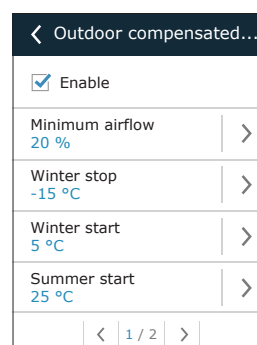 Outdoor compensated...
Enable
Minimum airflow
20 %
Winter stop
-15 °C
Winter start
5 °C
Summer start
25 °C
1 / 2